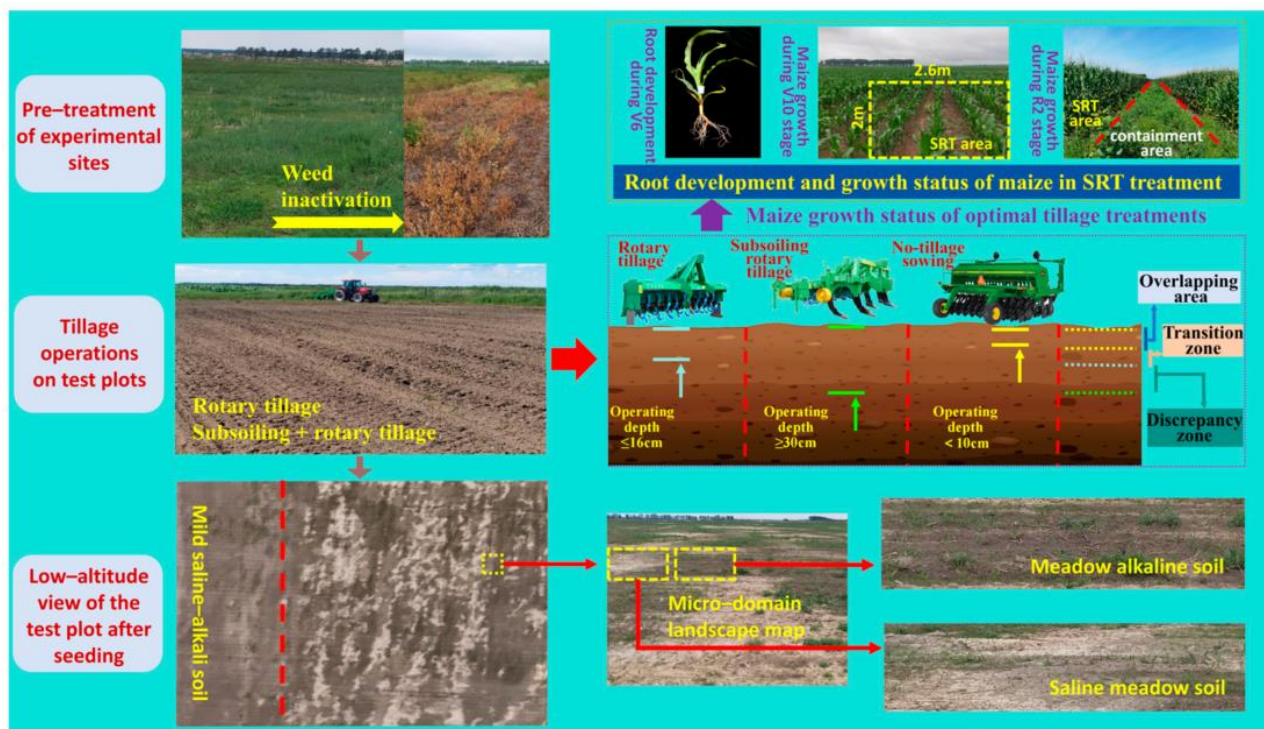 Pre–treatment
of experimental
sites
Weed
inactivation
Root development
during V6
Maize growth
during V10 stage
2.6m
2m
SRT area
Maize growth
during R2 stage
SRT
area
containment
area
Root development and growth status of maize in SRT treatment
Maize growth status of optimal tillage treatments
Tillage
operations
on test plots
Rotary tillage
Subsoiling + rotary tillage
Rotary
tillage
Subsoiling
rotary
tillage
No-tillage
sowing
Operating
depth
≤16cm
Operating
depth
≥30cm
Operating
depth
< 10cm
Overlapping
area
Transition
zone
Discrepancy
zone
Low–altitude
view of the
test plot after
seeding
Mild saline–alkali soil
Micro–domain
landscape map
Meadow alkaline soil
Saline meadow soil